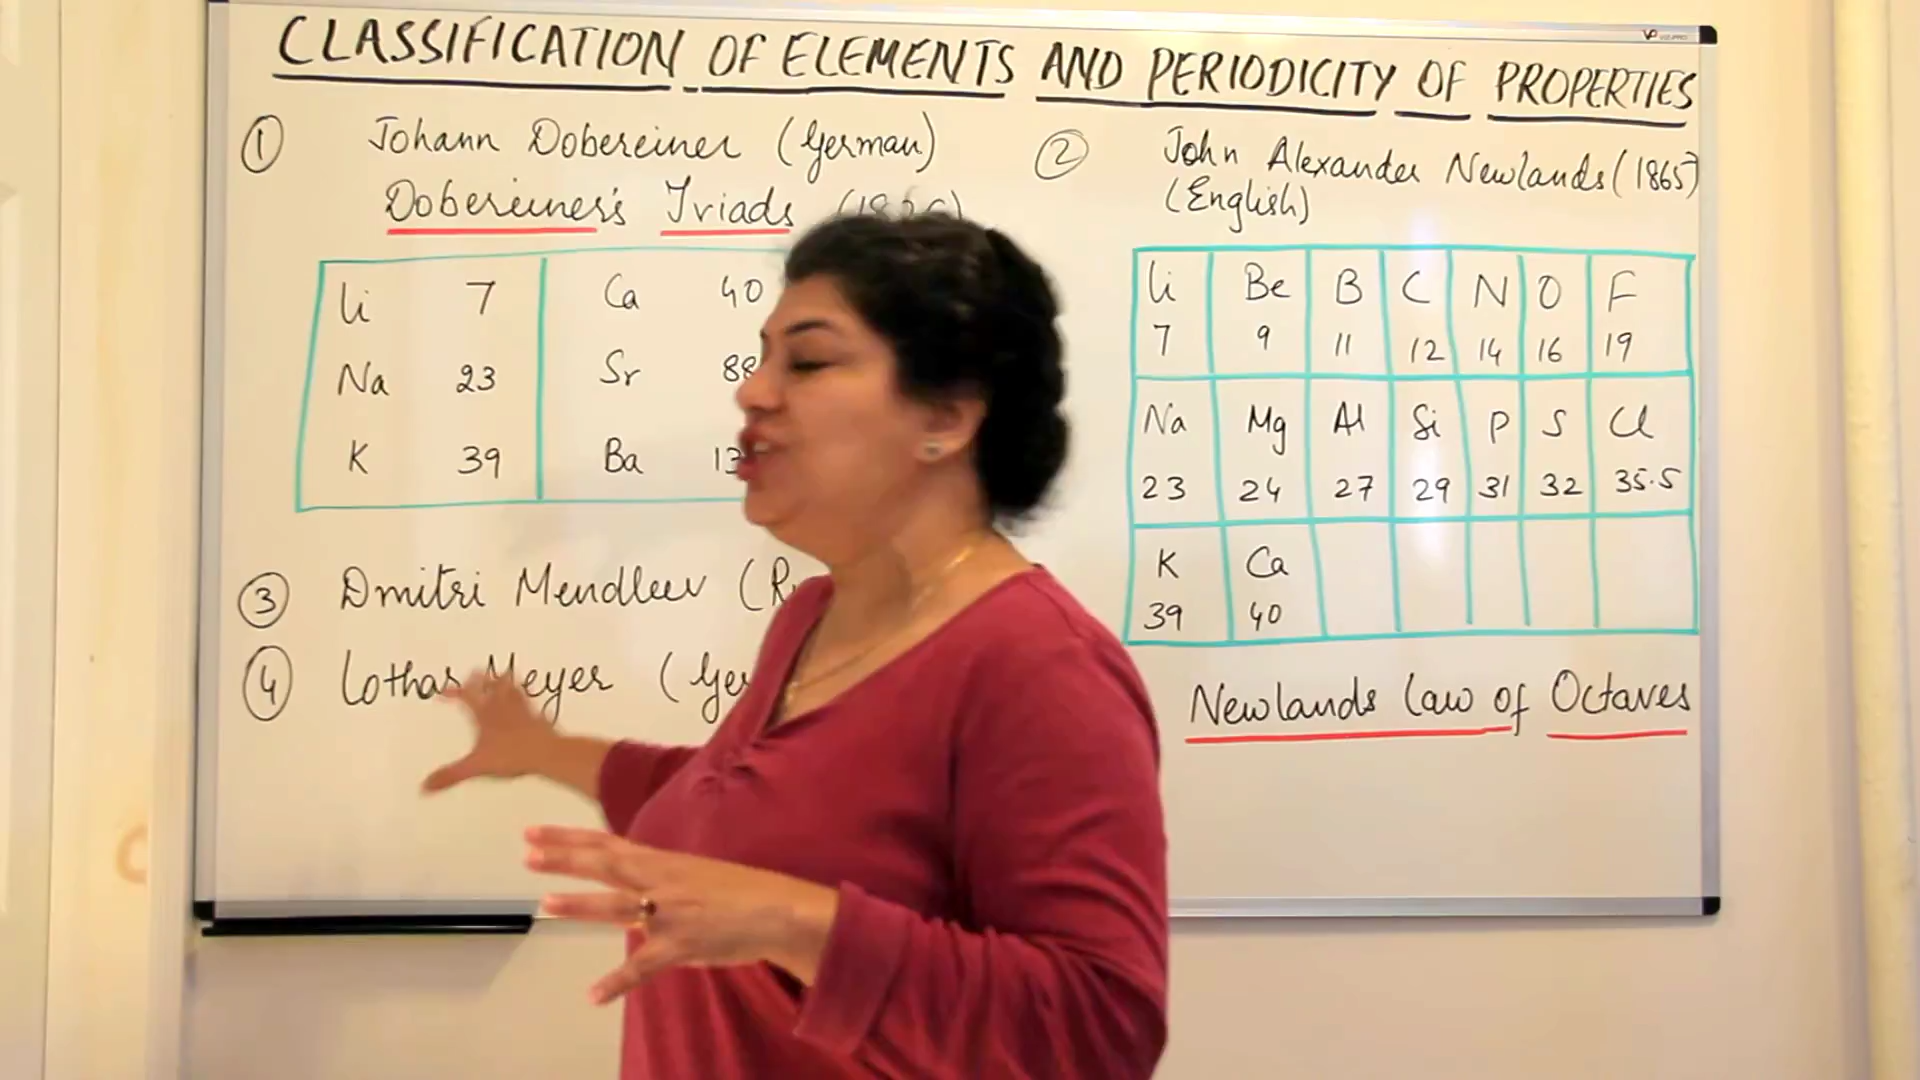 CLASSIFICATION OF ELEMENTS AND PERIODICITY OF PROPERTIES
① Johann Dobereiner (German)
Dobereiner's Triads
Li 7 Ca 40
Na 23 Sr 88
K 39 Ba
③ Dmitri Mendleev
④ Lothar Meyer
② John Alexander Newlands (1865)
(English)
Li Be B C N O F
7 9 11 12 14 16 19
Na Mg Al Si P S Cl
23 24 27 29 31 32 35.5
K Ca
39 40
Newlands Law of Octaves